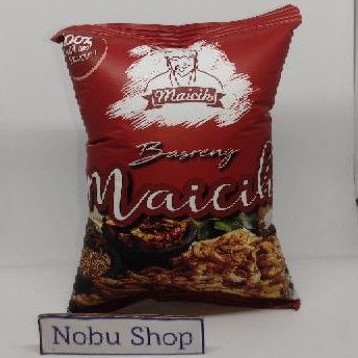 Maicih
Basreng
Maicih
Nobu Shop